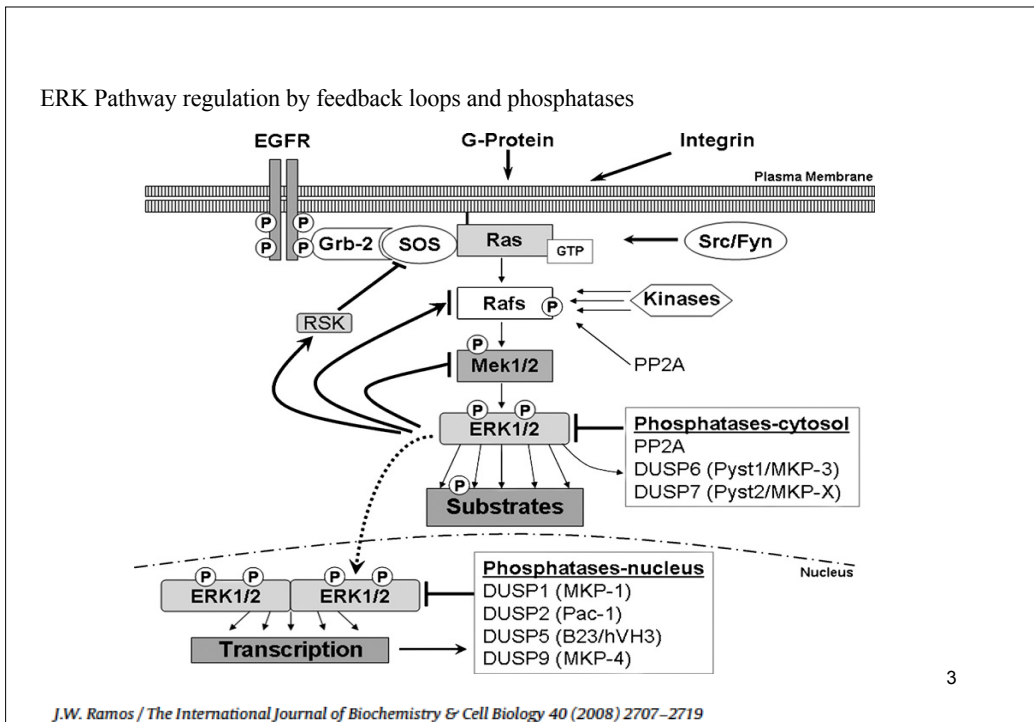 ERK Pathway regulation by feedback loops and phosphatases
EGFR
G-Protein
Integrin
Plasma Membrane
P
P
P
P
Grb-2
SOS
Ras
GTP
Src/Fyn
RSK
Rafs
P
Kinases
P
Mek1/2
PP2A
P
P
ERK1/2
Phosphatases-cytosol
PP2A
DUSP6 (Pyst1/MKP-3)
DUSP7 (Pyst2/MKP-X)
P
Substrates
Nucleus
P
P
P
P
ERK1/2
ERK1/2
Phosphatases-nucleus
DUSP1 (MKP-1)
DUSP2 (Pac-1)
DUSP5 (B23/hVH3)
DUSP9 (MKP-4)
Transcription
3
J.W. Ramos / The International Journal of Biochemistry & Cell Biology 40 (2008) 2707–2719